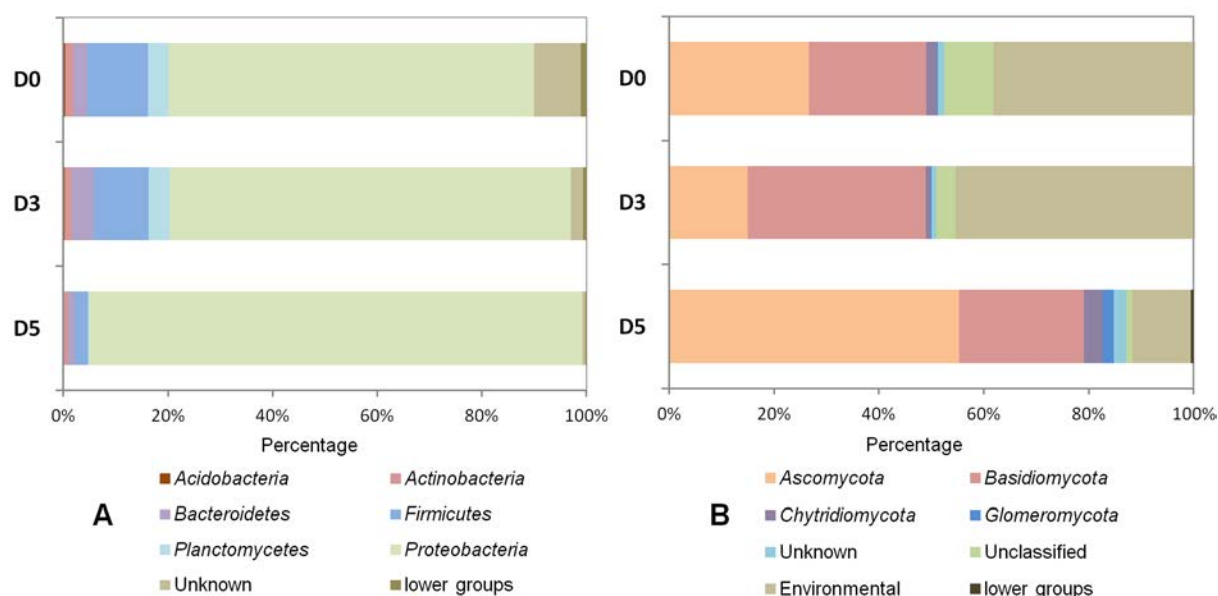 D0
D3
D5
0% 20% 40% 60% 80% 100%
Percentage
Acidobacteria Actinobacteria
Bacteroidetes Firmicutes
Planctomycetes Proteobacteria
Unknown lower groups
A
D0
D3
D5
0% 20% 40% 60% 80% 100%
Percentage
Ascomycota Basidiomycota
Chytridiomycota Glomeromycota
Unknown Unclassified
Environmental lower groups
B